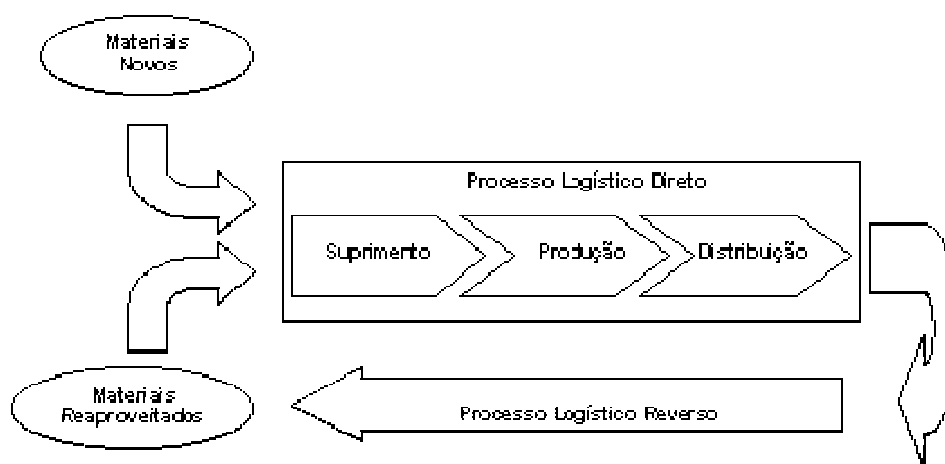 Materiais
Novos
Processo Logístico Direto
Suprimento
Produção
Distribuição
Materiais
Reaproveitados
Processo Logístico Reverso